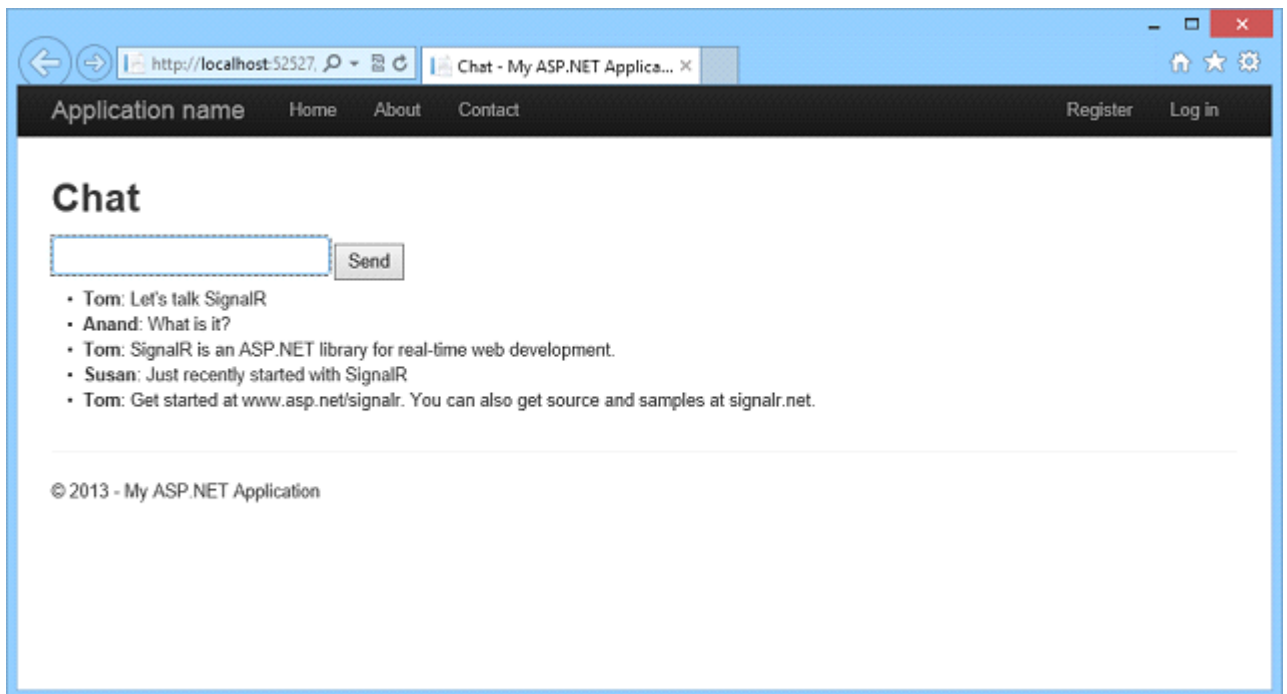 http://localhost:52527,
Chat - My ASP.NET Applica...
Application name Home About Contact Register Log in
Chat
Send
• Tom: Let's talk SignalR
• Anand: What is it?
• Tom: SignalR is an ASP.NET library for real-time web development.
• Susan: Just recently started with SignalR
• Tom: Get started at www.asp.net/signalr. You can also get source and samples at signalr.net.
© 2013 - My ASP.NET Application